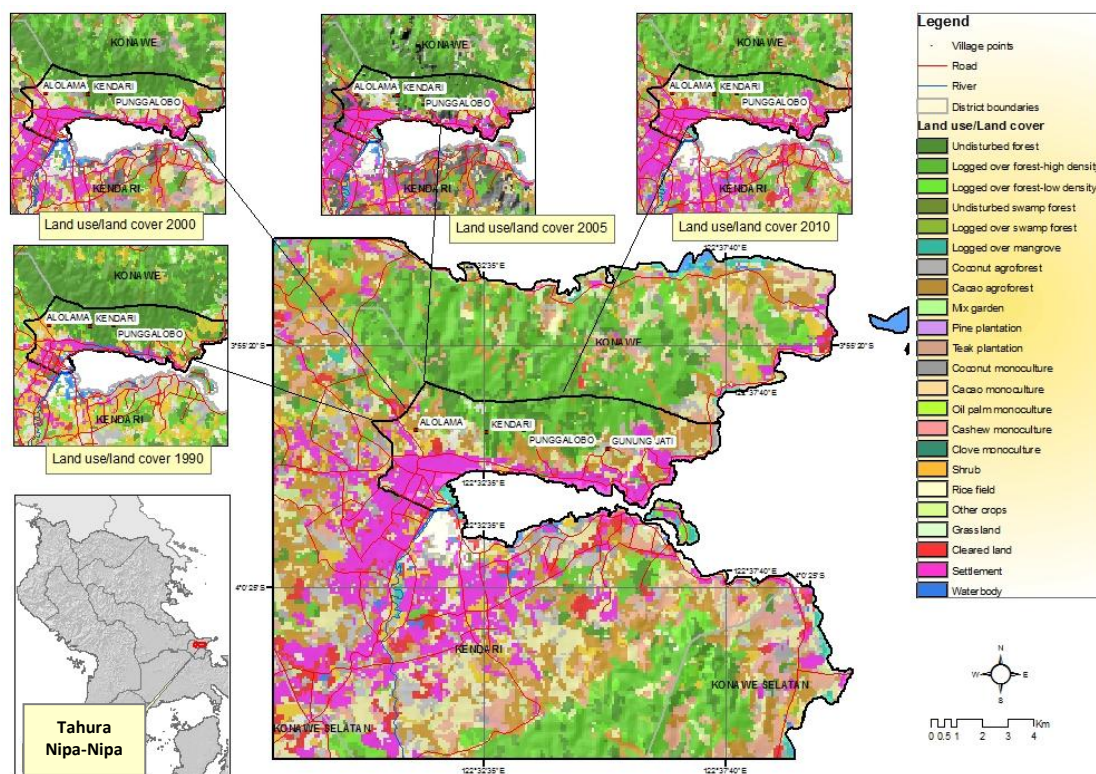 KONAWE
ALOLAMA
KENDARI
PUNGGALOBO
KENDARI
Land use/land cover 2000
KONAWE
ALOLAMA
KENDARI
PUNGGALOBO
KENDARI
Land use/land cover 2005
KONAWE
ALOLAMA
KENDARI
PUNGGALOBO
KENDARI
Land use/land cover 2010
KONAWE
ALOLAMA
KENDARI
PUNGGALOBO
KENDARI
Land use/land cover 1990
122°32'35"E
122°37'40"E
3°55'20"S
3°55'20"S
KONAWE
122°37'40"E
ALOLAMA
KENDARI
PUNGGALOBO
GUNUNG JATI
122°32'35"E
122°32'35"E
122°37'40"E
4°0'25"S
4°0'25"S
KENDARI
KONAWE SELATAN
KONAWE SELATAN
122°32'35"E
122°37'40"E
Tahura
Nipa-Nipa
Legend
Village points
Road
River
District boundaries
Land use/Land cover
Undisturbed forest
Logged over forest-high density
Logged over forest-low density
Undisturbed swamp forest
Logged over swamp forest
Logged over mangrove
Coconut agroforest
Cacao agroforest
Mix garden
Pine plantation
Teak plantation
Coconut monoculture
Cacao monoculture
Oil palm monoculture
Cashew monoculture
Clove monoculture
Shrub
Rice field
Other crops
Grassland
Cleared land
Settlement
Waterbody
N
W
E
S
0 0.5 1 2 3 4
Km